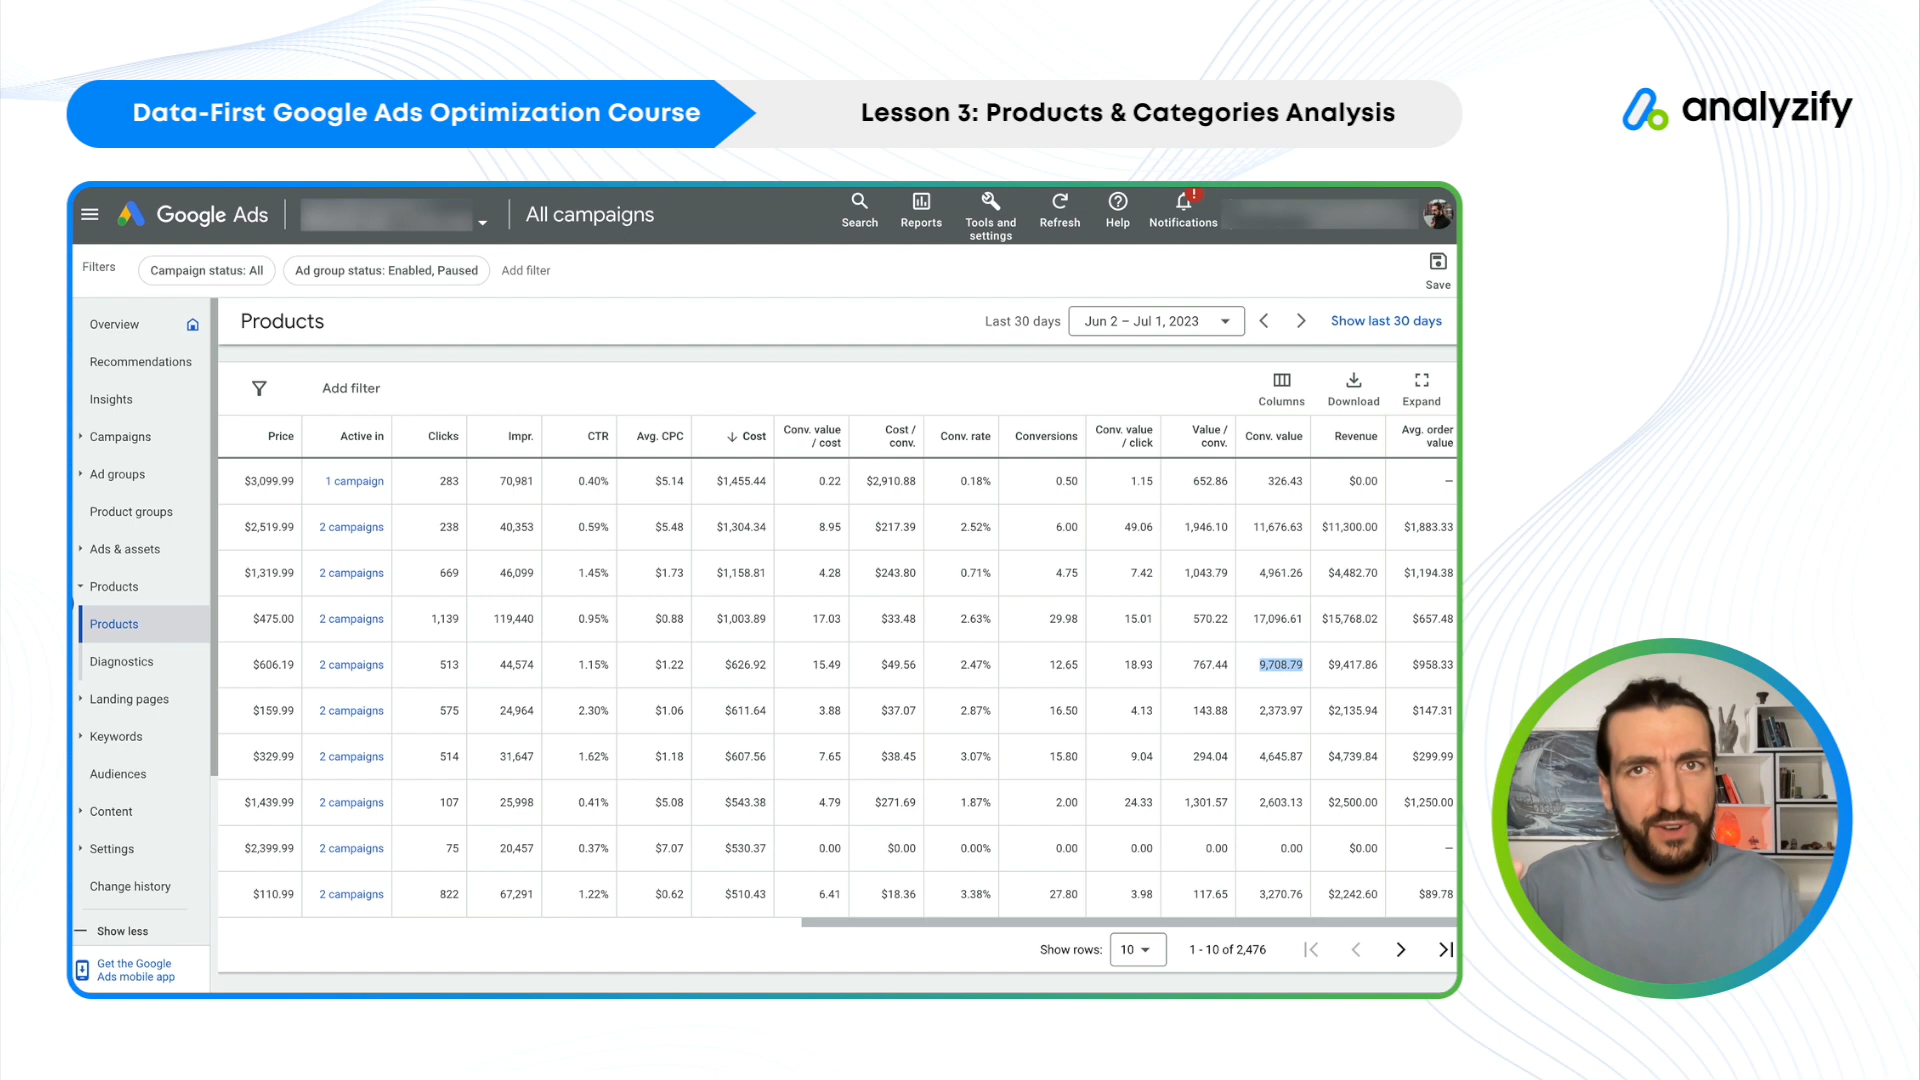 Data-First Google Ads Optimization Course
Lesson 3: Products & Categories Analysis
analyzify
Google Ads
All campaigns
Search
Reports
Tools and
settings
Refresh
Help
!
Notifications
Filters
Campaign status: All
Ad group status: Enabled, Paused
Add filter
Save
Overview
Recommendations
Insights
Campaigns
Ad groups
Product groups
Ads & assets
Products
Products
Diagnostics
Landing pages
Keywords
Audiences
Content
Settings
Change history
Show less
Get the Google
Ads mobile app
Products
Last 30 days
Jun 2 – Jul 1, 2023
Show last 30 days
Add filter
Columns
Download
Expand
Price Active in Clicks Impr. CTR Avg. CPC Cost Conv. value / cost Cost / conv. Conv. rate Conversions Conv. value / click Value / conv. Conv. value Revenue Avg. order value
$3,099.99 1 campaign 283 70,981 0.40% $5.14 $1,455.44 0.22 $2,910.88 0.18% 0.50 1.15 652.86 326.43 $0.00 —
$2,519.99 2 campaigns 238 40,353 0.59% $5.48 $1,304.34 8.95 $217.39 2.52% 6.00 49.06 1,946.10 11,676.63 $11,300.00 $1,883.33
$1,319.99 2 campaigns 669 46,099 1.45% $1.73 $1,158.81 4.28 $243.80 0.71% 4.75 7.42 1,043.79 4,961.26 $4,482.70 $1,194.38
$475.00 2 campaigns 1,139 119,440 0.95% $0.88 $1,003.89 17.03 $33.48 2.63% 29.98 15.01 570.22 17,096.61 $15,768.02 $657.48
$606.19 2 campaigns 513 44,574 1.15% $1.22 $626.92 15.49 $49.56 2.47% 12.65 18.93 767.44 9,708.79 $9,417.86 $958.33
$159.99 2 campaigns 575 24,964 2.30% $1.06 $611.64 3.88 $37.07 2.87% 16.50 4.13 143.88 2,373.97 $2,135.94 $147.31
$329.99 2 campaigns 514 31,647 1.62% $1.18 $607.56 7.65 $38.45 3.07% 15.80 9.04 294.04 4,645.87 $4,739.84 $299.99
$1,439.99 2 campaigns 107 25,998 0.41% $5.08 $543.38 4.79 $271.69 1.87% 2.00 24.33 1,301.57 2,603.13 $2,500.00 $1,250.00
$2,399.99 2 campaigns 75 20,457 0.37% $7.07 $530.37 0.00 $0.00 0.00% 0.00 0.00 0.00 0.00 $0.00 —
$110.99 2 campaigns 822 67,291 1.22% $0.62 $510.43 6.41 $18.36 3.38% 27.80 3.98 117.65 3,270.76 $2,242.60 $89.78
Show rows: 10 1 - 10 of 2,476